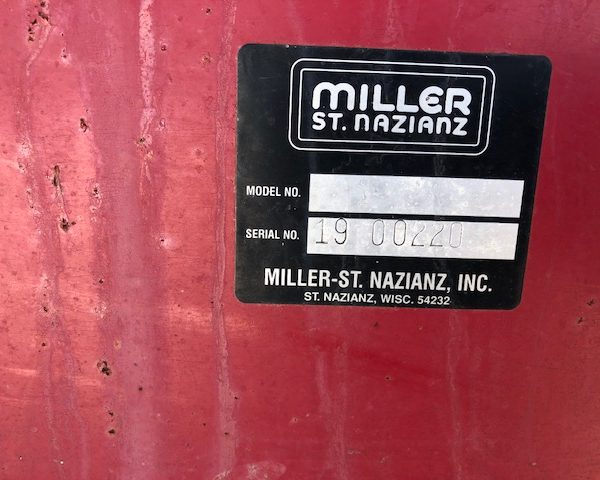 MILLER
ST. NAZIANZ
MODEL NO.
SERIAL NO. 19 00220
MILLER-ST. NAZIANZ, INC.
ST. NAZIANZ, WISC. 54232